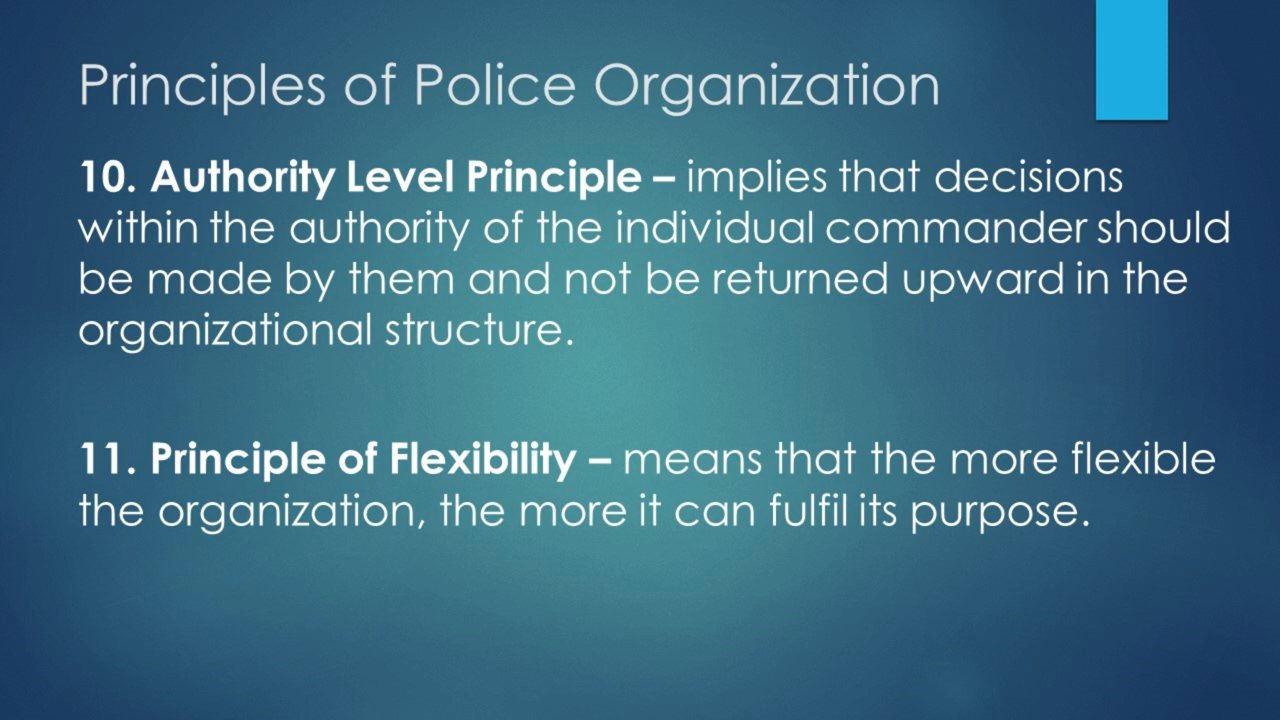 Principles of Police Organization
10. Authority Level Principle – implies that decisions
within the authority of the individual commander should
be made by them and not be returned upward in the
organizational structure.
11. Principle of Flexibility – means that the more flexible
the organization, the more it can fulfil its purpose.